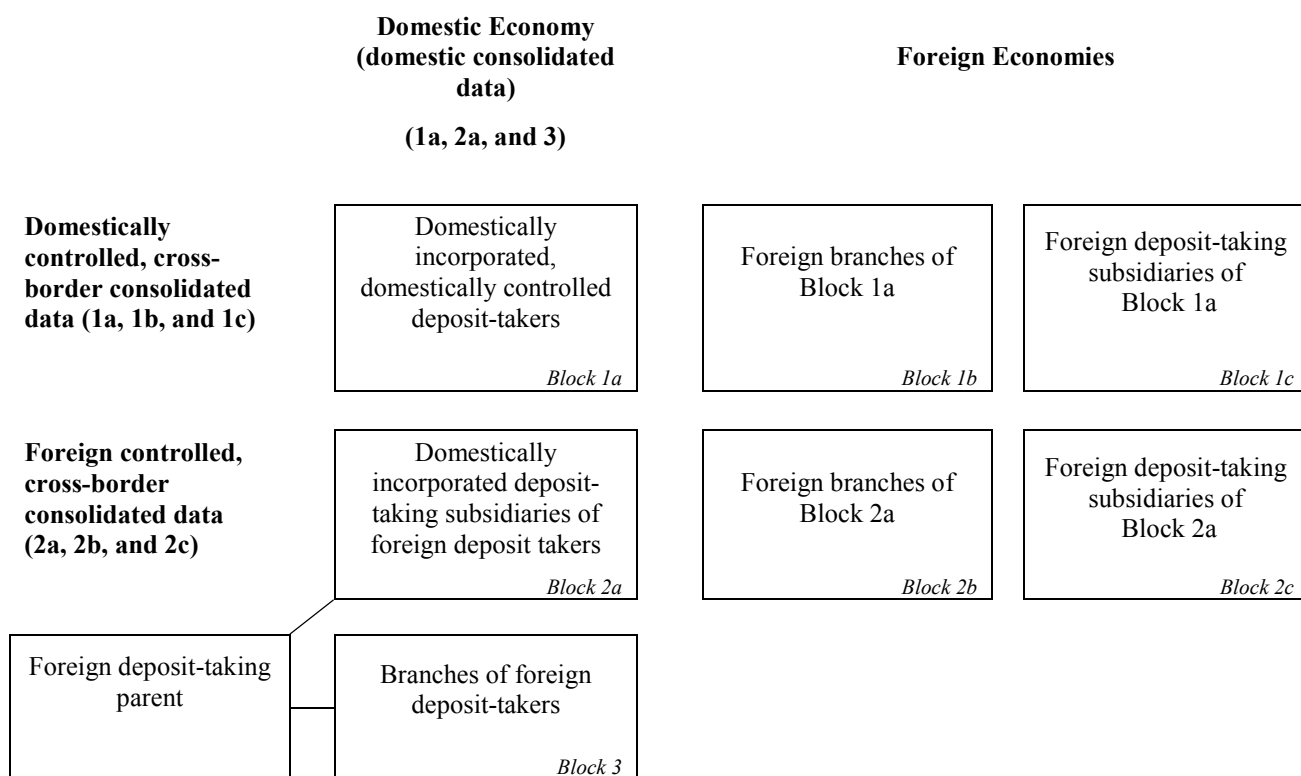 Domestic Economy
(domestic consolidated
data)
(1a, 2a, and 3)
Foreign Economies
Domestically
controlled, cross-
border consolidated
data (1a, 1b, and 1c)
Domestically
incorporated,
domestically controlled
deposit-takers
Block 1a
Foreign branches of
Block 1a
Block 1b
Foreign deposit-taking
subsidiaries of
Block 1a
Block 1c
Foreign controlled,
cross-border
consolidated data
(2a, 2b, and 2c)
Domestically
incorporated deposit-
taking subsidiaries of
foreign deposit takers
Block 2a
Foreign branches of
Block 2a
Block 2b
Foreign deposit-taking
subsidiaries of
Block 2a
Block 2c
Foreign deposit-taking
parent
Branches of foreign
deposit-takers
Block 3